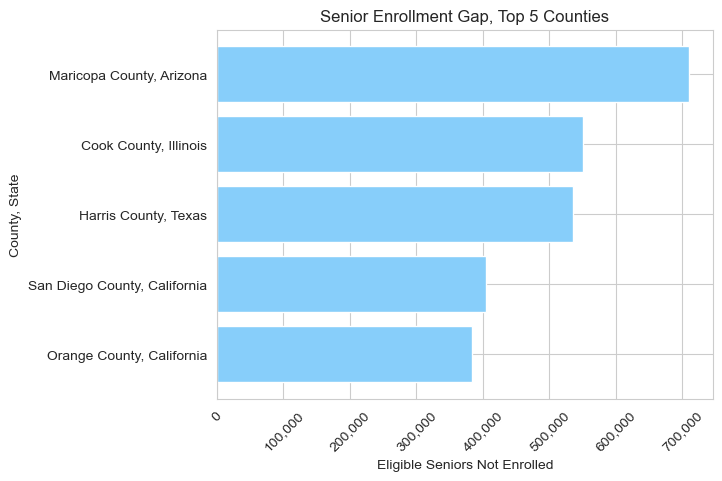 Senior Enrollment Gap, Top 5 Counties
County, State
Maricopa County, Arizona
Cook County, Illinois
Harris County, Texas
San Diego County, California
Orange County, California
0
100,000
200,000
300,000
400,000
500,000
600,000
700,000
Eligible Seniors Not Enrolled